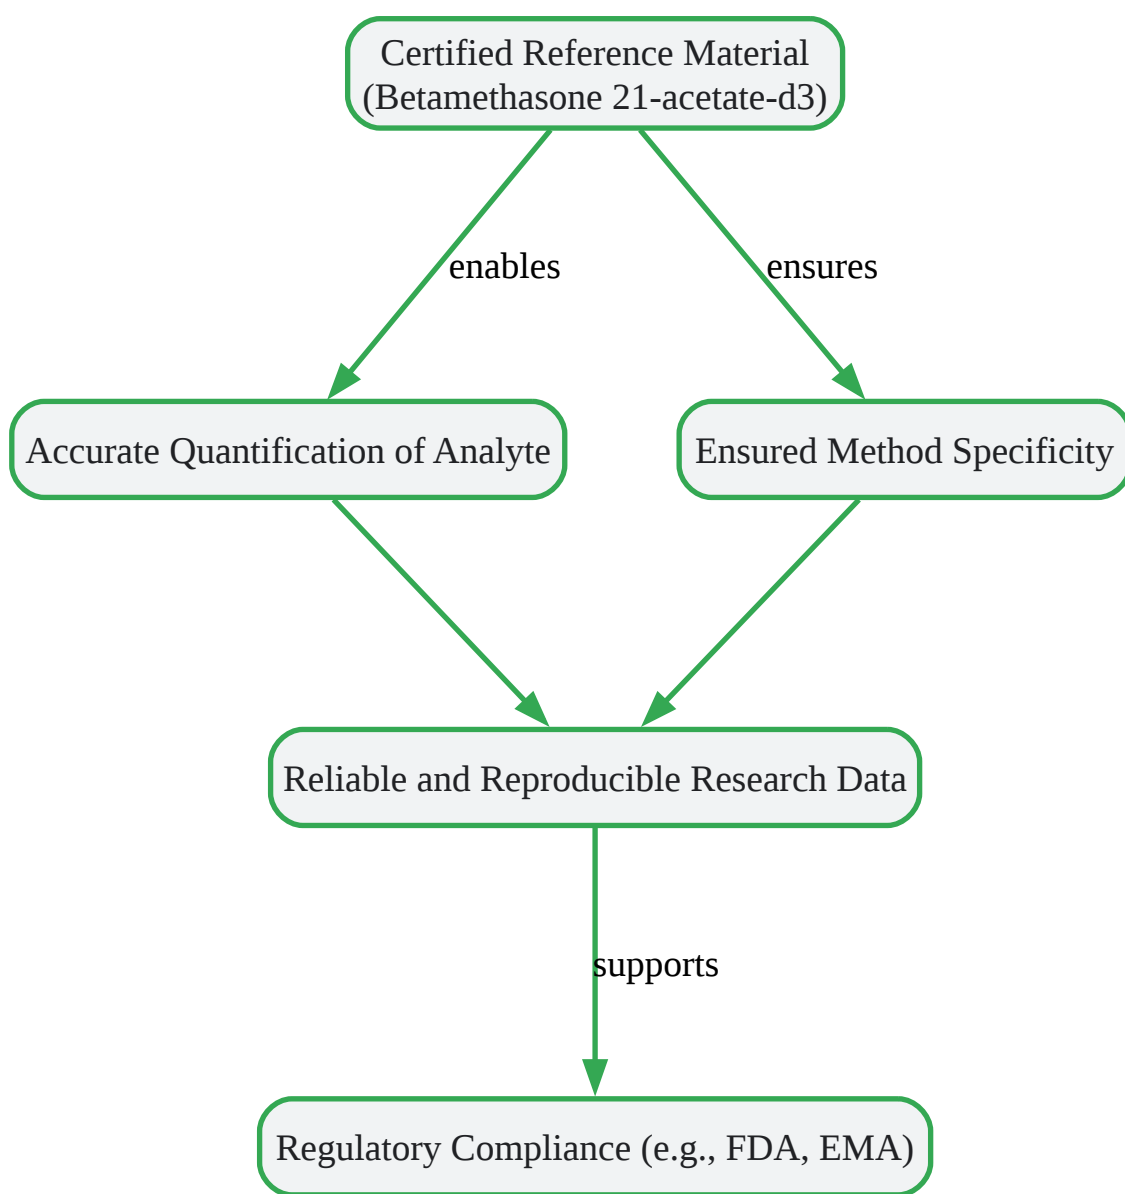 Certified Reference Material
(Betamethasone 21-acetate-d3)
enables
ensures
Accurate Quantification of Analyte
Ensured Method Specificity
Reliable and Reproducible Research Data
supports
Regulatory Compliance (e.g., FDA, EMA)